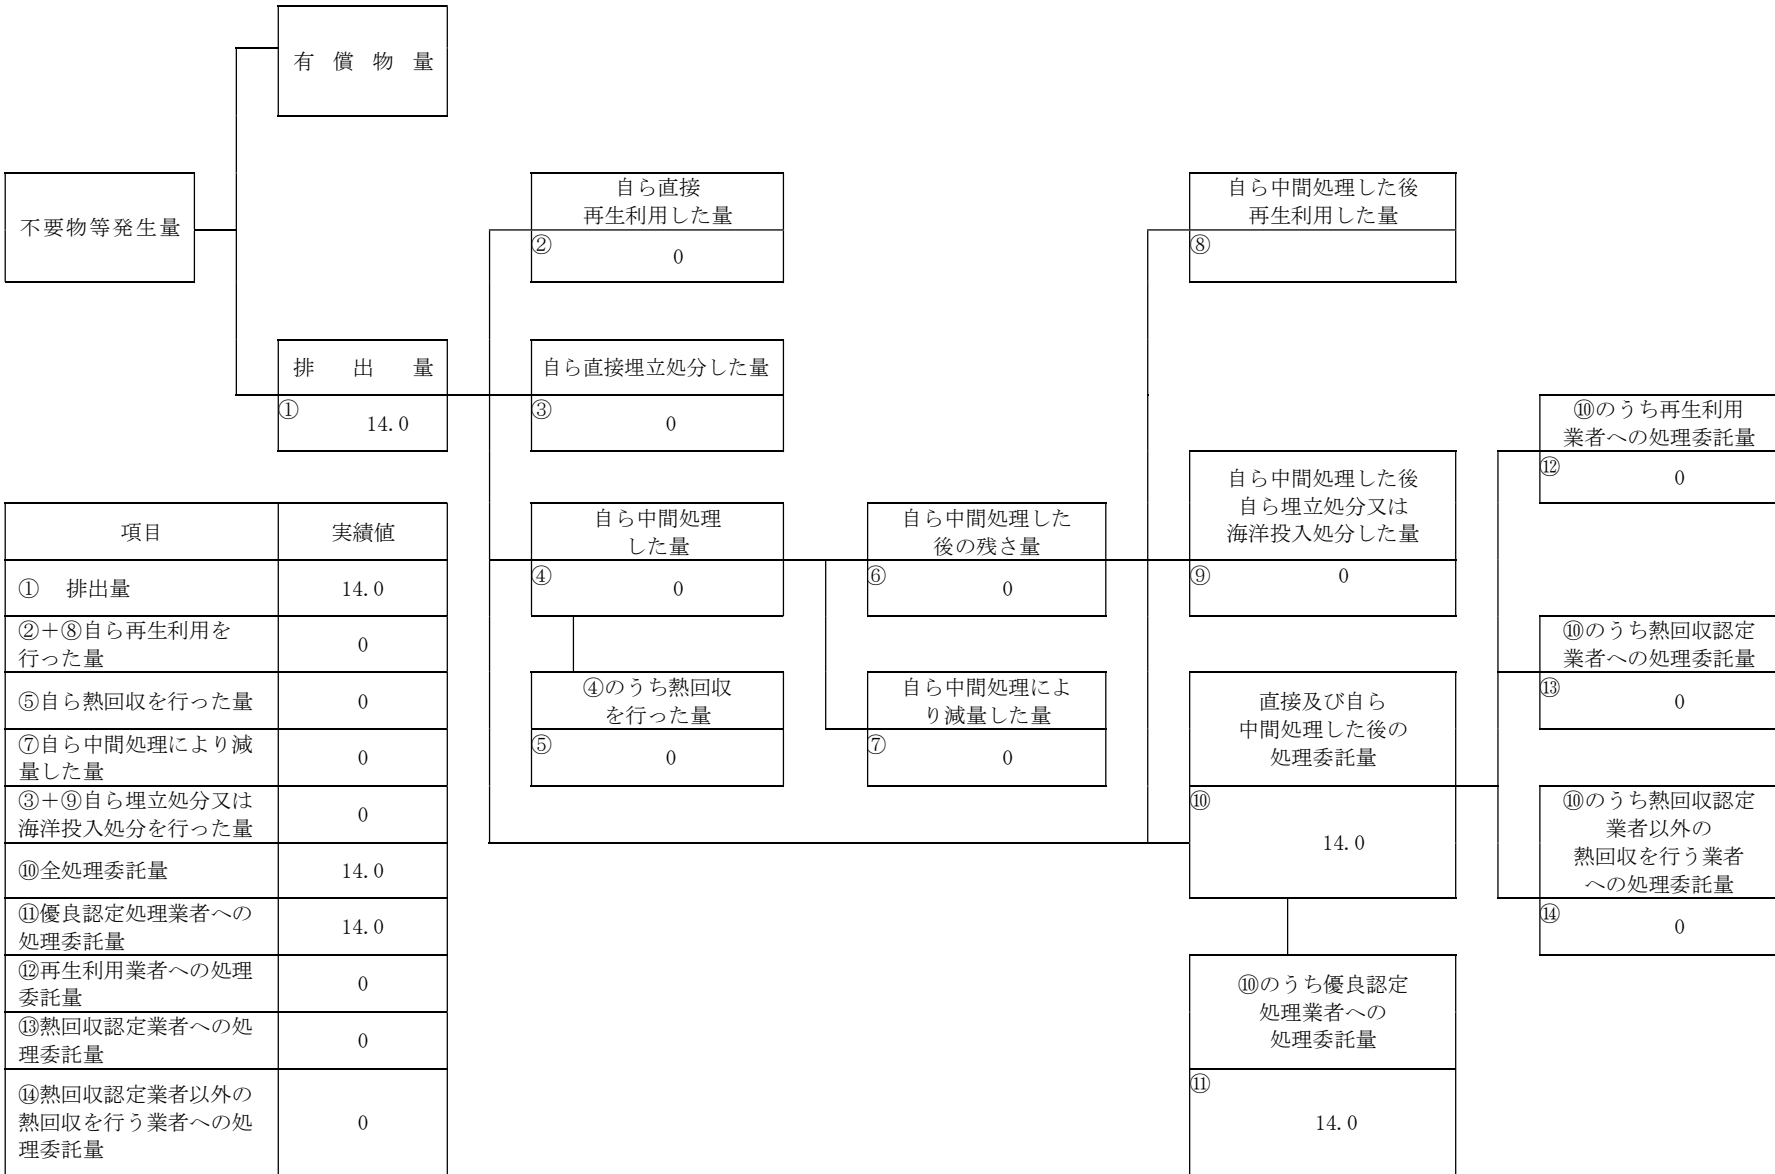 有償物量
不要物等発生量
排出量
①
14.0
自ら直接
再生利用した量
②
0
自ら直接埋立処分した量
③
0
自ら中間処理
した量
④
0
④のうち熱回収
を行った量
⑤
0
自ら中間処理した
後の残さ量
⑥
0
自ら中間処理によ
り減量した量
⑦
0
自ら中間処理した後
再生利用した量
⑧
自ら中間処理した後
自ら埋立処分又は
海洋投入処分した量
⑨
0
直接及び自ら
中間処理した後の
処理委託量
⑩
14.0
⑩のうち優良認定
処理業者への
処理委託量
⑪
14.0
⑩のうち再生利用
業者への処理委託量
⑫
0
⑩のうち熱回収認定
業者への処理委託量
⑬
0
⑩のうち熱回収認定
業者以外の
熱回収を行う業者
への処理委託量
⑭
0
項目 実績値
① 排出量 14.0
②＋⑧自ら再生利用を
行った量
0
⑤自ら熱回収を行った量 0
⑦自ら中間処理により減
量した量
0
③＋⑨自ら埋立処分又は
海洋投入処分を行った量
0
⑩全処理委託量 14.0
⑪優良認定処理業者への
処理委託量
14.0
⑫再生利用業者への処理
委託量
0
⑬熱回収認定業者への処
理委託量
0
⑭熱回収認定業者以外の
熱回収を行う業者への処
理委託量
0